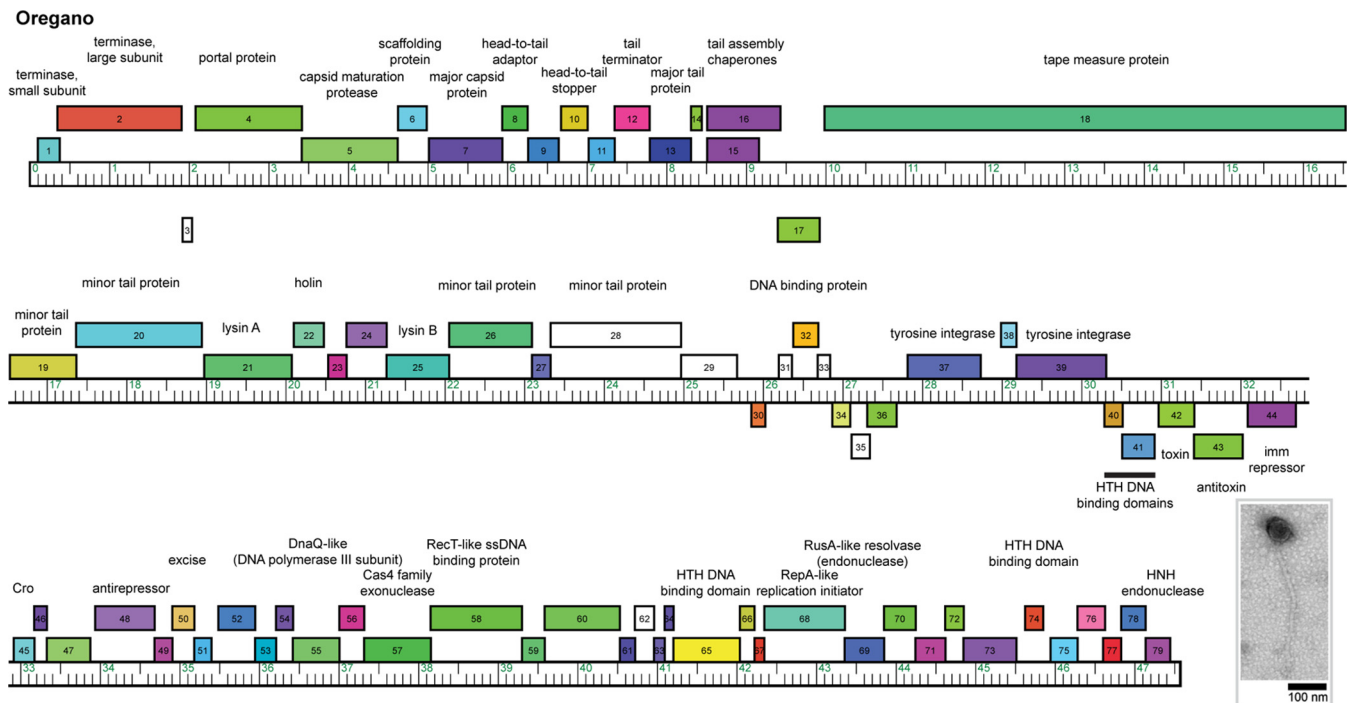 Oregano
terminase,
large subunit
terminase,
small subunit
portal protein
capsid maturation
protease
scaffolding
protein
major capsid
protein
head-to-tail
adaptor
head-to-tail
stopper
tail
terminator
major tail
protein
tail assembly
chaperones
tape measure protein
2 4 6 8 10 12 14 16 18
1 5 7 9 11 13 15
0 1 2 3 4 5 6 7 8 9 10 11 12 13 14 15 16
3 17
minor tail
protein
minor tail protein
lysin A
holin
lysin B
minor tail protein
minor tail protein
DNA binding protein
tyrosine integrase
tyrosine integrase
20 22 24 26 28 32 38
19 21 23 25 27 29 31 33 37 39
17 18 19 20 21 22 23 24 25 26 27 28 29 30 31 32
30 34 36 40 42 44
35 41 43
HTH DNA
binding domains
toxin
antitoxin
imm
repressor
Cro
antirepressor
excise
DnaQ-like
(DNA polymerase III subunit)
Cas4 family
exonuclease
RecT-like ssDNA
binding protein
HTH DNA
binding domain
RepA-like
replication initiator
RusA-like resolvase
(endonuclease)
HTH DNA
binding domain
HNH
endonuclease
46 48 50 52 54 56 58 60 62 64 66 68 70 72 74 76 78
45 47 49 51 53 55 57 59 61 63 65 67 69 71 73 75 77 79
33 34 35 36 37 38 39 40 41 42 43 44 45 46 47
100 nm